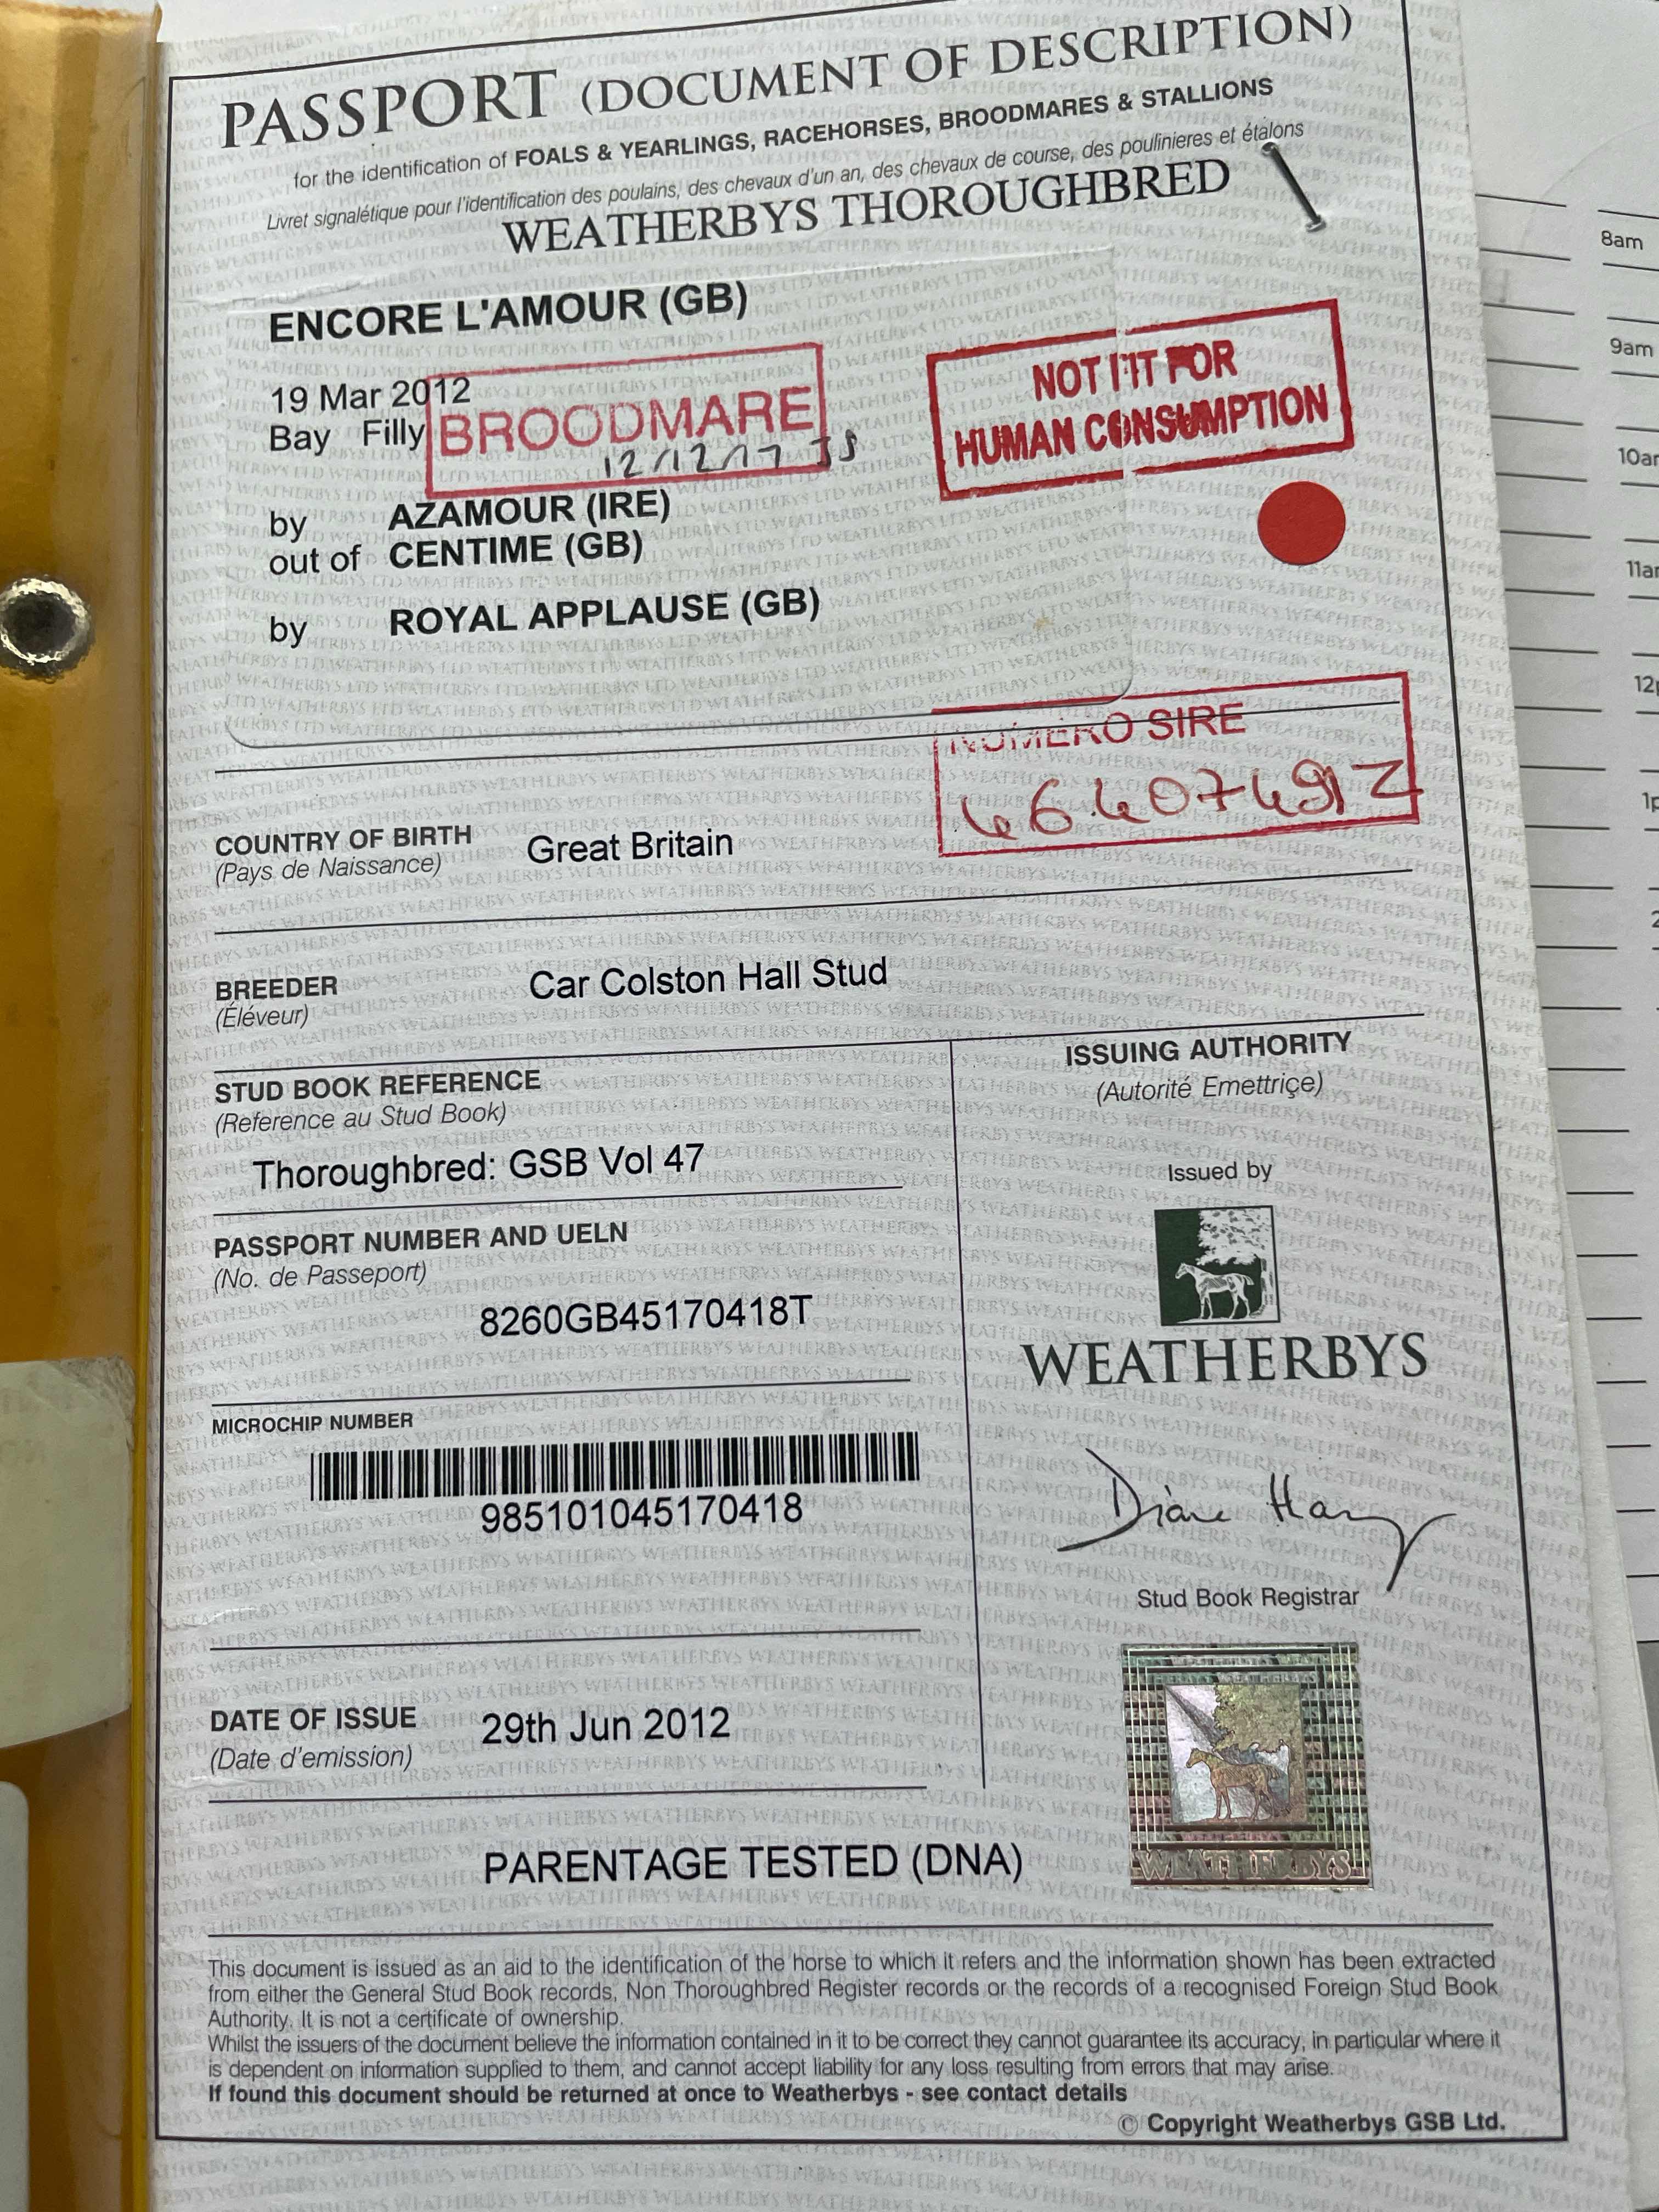 PASSPORT (DOCUMENT OF DESCRIPTION)
for the identification of FOALS & YEARLINGS, RACEHORSES, BROODMARES & STALLIONS
Livret signalétique pour l'identification des poulains, des chevaux d'un an, des chevaux de course, des poulinieres et étalons
WEATHERBYS THOROUGHBRED
ENCORE L'AMOUR (GB)
19 Mar 2012
Bay Filly
BROODMARE
12/12/17 JS
NOT FIT FOR
HUMAN CONSUMPTION
by AZAMOUR (IRE)
out of CENTIME (GB)
by ROYAL APPLAUSE (GB)
NUMERO SIRE
COUNTRY OF BIRTH
(Pays de Naissance)
Great Britain
BREEDER
(Éléveur)
Car Colston Hall Stud
STUD BOOK REFERENCE
(Reference au Stud Book)
Thoroughbred: GSB Vol 47
PASSPORT NUMBER AND UELN
(No. de Passeport)
8260GB45170418T
MICROCHIP NUMBER
985101045170418
DATE OF ISSUE
(Date d'emission)
29th Jun 2012
ISSUING AUTHORITY
(Autorité Emettriçe)
Issued by
WEATHERBYS
Stud Book Registrar
WEATHERBYS
PARENTAGE TESTED (DNA)
This document is issued as an aid to the identification of the horse to which it refers and the information shown has been extracted
from either the General Stud Book records, Non Thoroughbred Register records or the records of a recognised Foreign Stud Book
Authority. It is not a certificate of ownership.
Whilst the issuers of the document believe the information contained in it to be correct they cannot guarantee its accuracy, in particular where it
is dependent on information supplied to them, and cannot accept liability for any loss resulting from errors that may arise.
If found this document should be returned at once to Weatherbys - see contact details
© Copyright Weatherbys GSB Ltd.
8am
9am